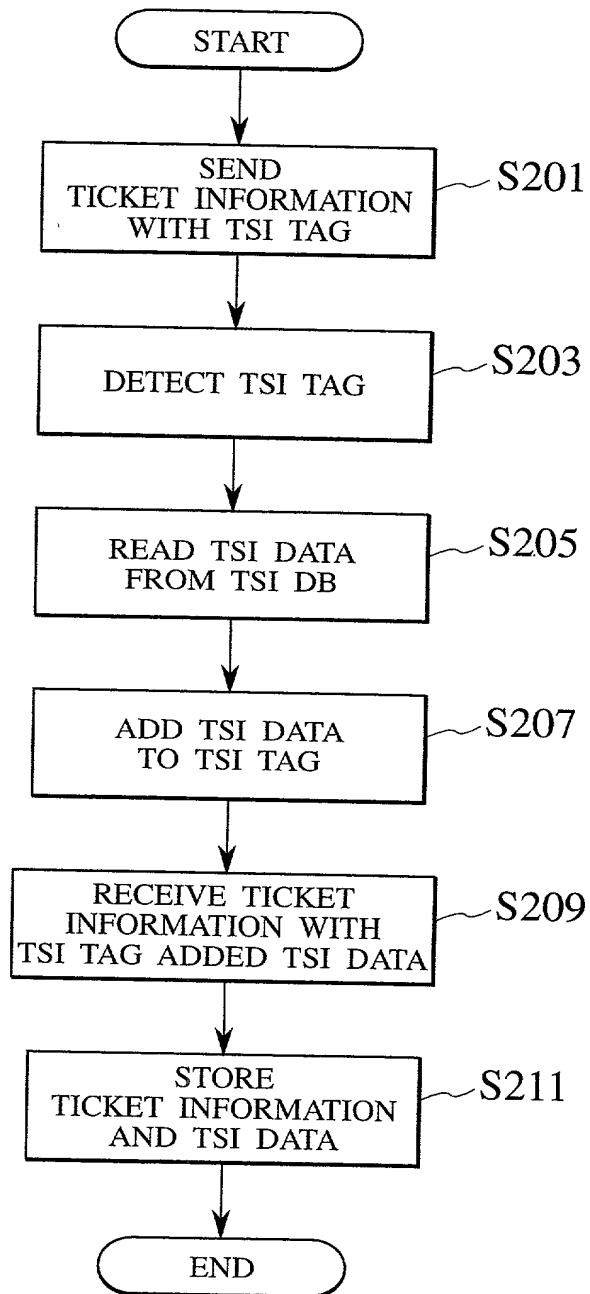 START
SEND
TICKET INFORMATION
WITH TSI TAG
S201
DETECT TSI TAG
S203
READ TSI DATA
FROM TSI DB
S205
ADD TSI DATA
TO TSI TAG
S207
RECEIVE TICKET
INFORMATION WITH
TSI TAG ADDED TSI DATA
S209
STORE
TICKET INFORMATION
AND TSI DATA
S211
END